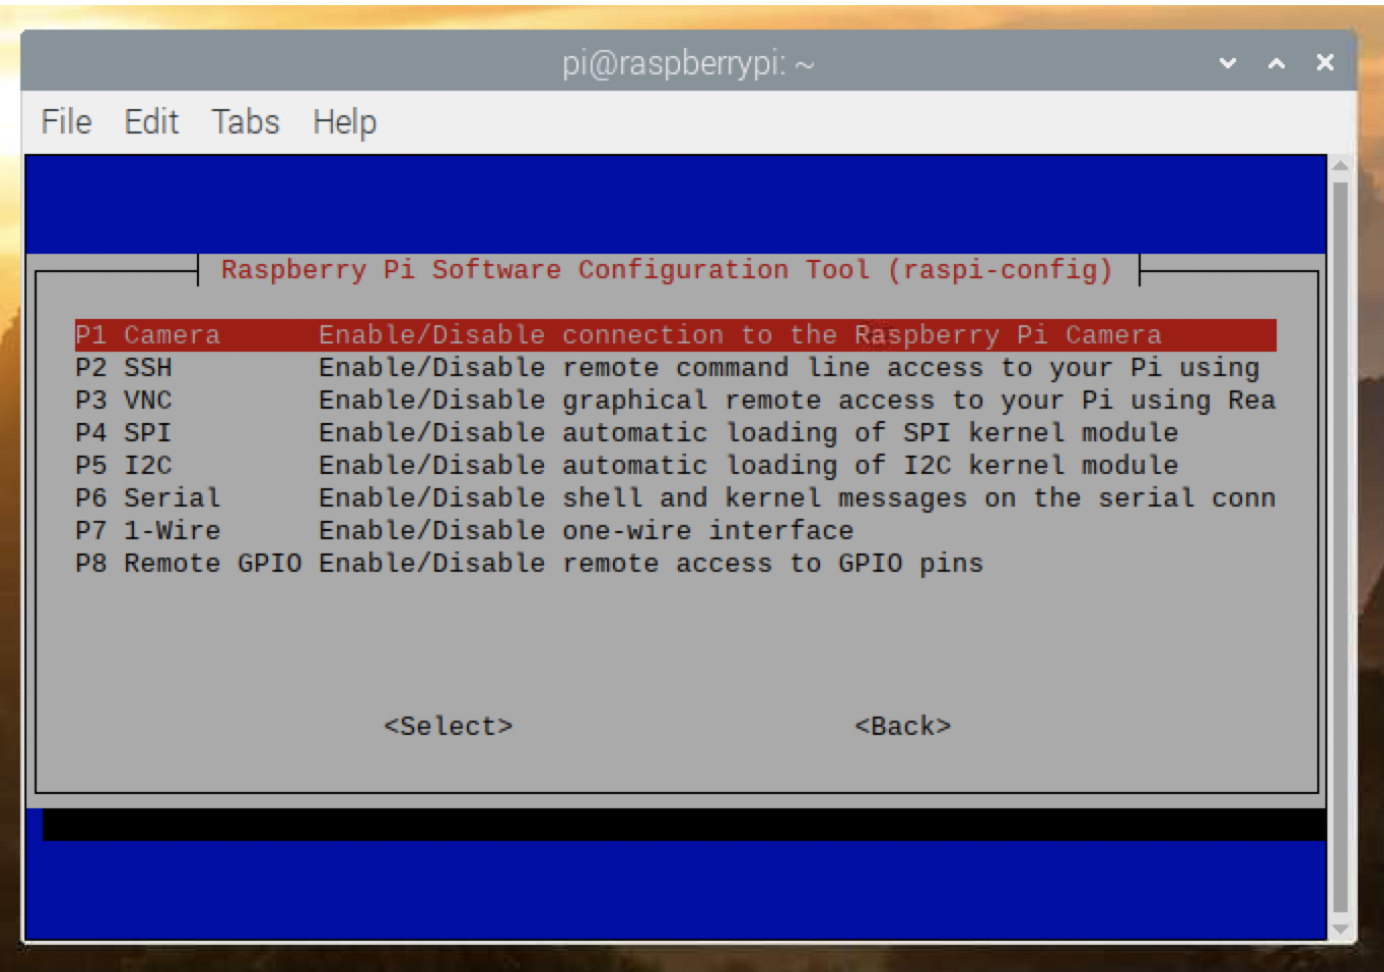 pi@raspberrypi: ~
File Edit Tabs Help
Raspberry Pi Software Configuration Tool (raspi-config)
P1 Camera Enable/Disable connection to the Raspberry Pi Camera
P2 SSH Enable/Disable remote command line access to your Pi using
P3 VNC Enable/Disable graphical remote access to your Pi using Rea
P4 SPI Enable/Disable automatic loading of SPI kernel module
P5 I2C Enable/Disable automatic loading of I2C kernel module
P6 Serial Enable/Disable shell and kernel messages on the serial conn
P7 1-Wire Enable/Disable one-wire interface
P8 Remote GPIO Enable/Disable remote access to GPIO pins
<Select> <Back>